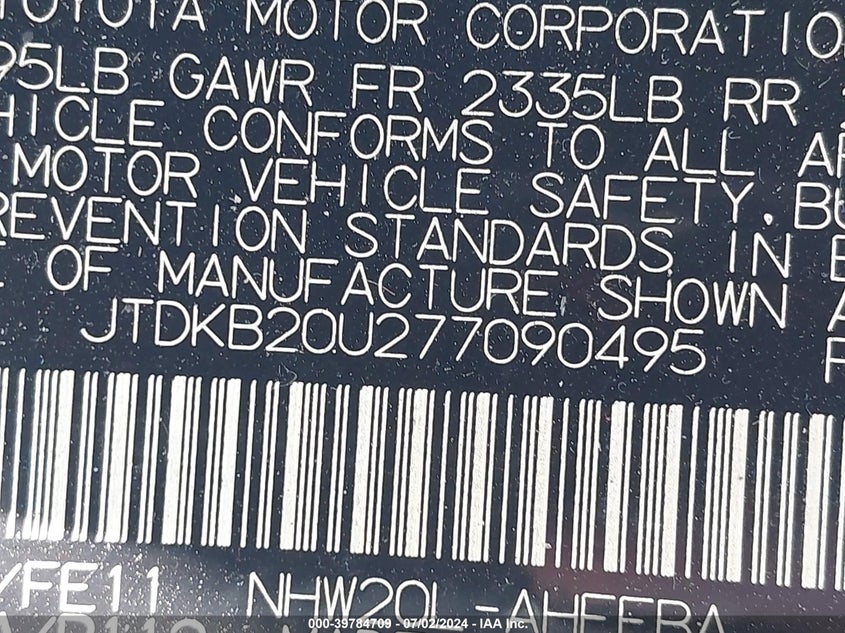 TOYOTA MOTOR CORPORATIO
95LB GAWR FR 2335LB RR
HICLE CONFORMS TO ALL AP
MOTOR VEHICLE SAFETY, BU
REVENTION STANDARDS IN E
OF MANUFACTURE SHOWN A
JTDKB20U277090495
YFE11 NHW20L-AHEEBA
000-39784709 - 07/02/2024 - IAA Inc.